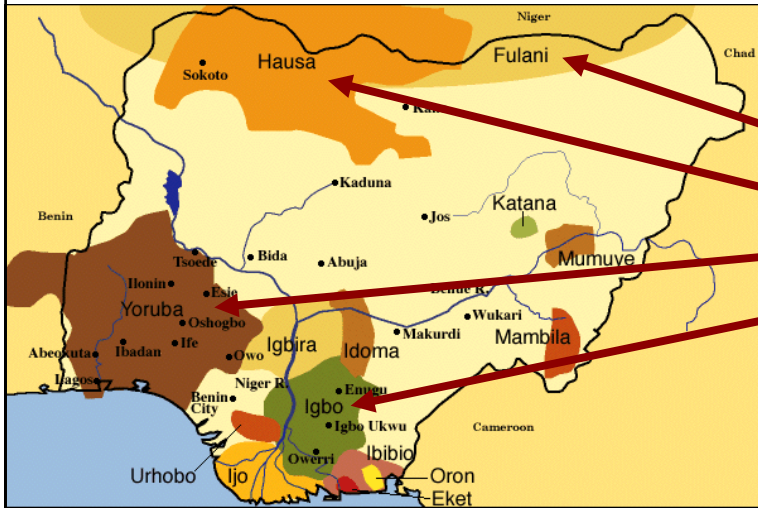 Niger
Hausa
Fulani
Chad
Sokoto
Kaduna
Katana
Jos
Benin
Mumuye
Tsoede
Bida
Abuja
Ilonin
Esie
Yoruba
Oshogbo
Wukari
Makurdi
Mambila
Igbira
Idoma
Abeokuta
Ibadan
Ife
Owo
Lagos
Niger R.
Enugu
Benin
City
Igbo
Igbo Ukwu
Cameroon
Owerri
Ibibio
Urhobo
Ijo
Oron
Eket